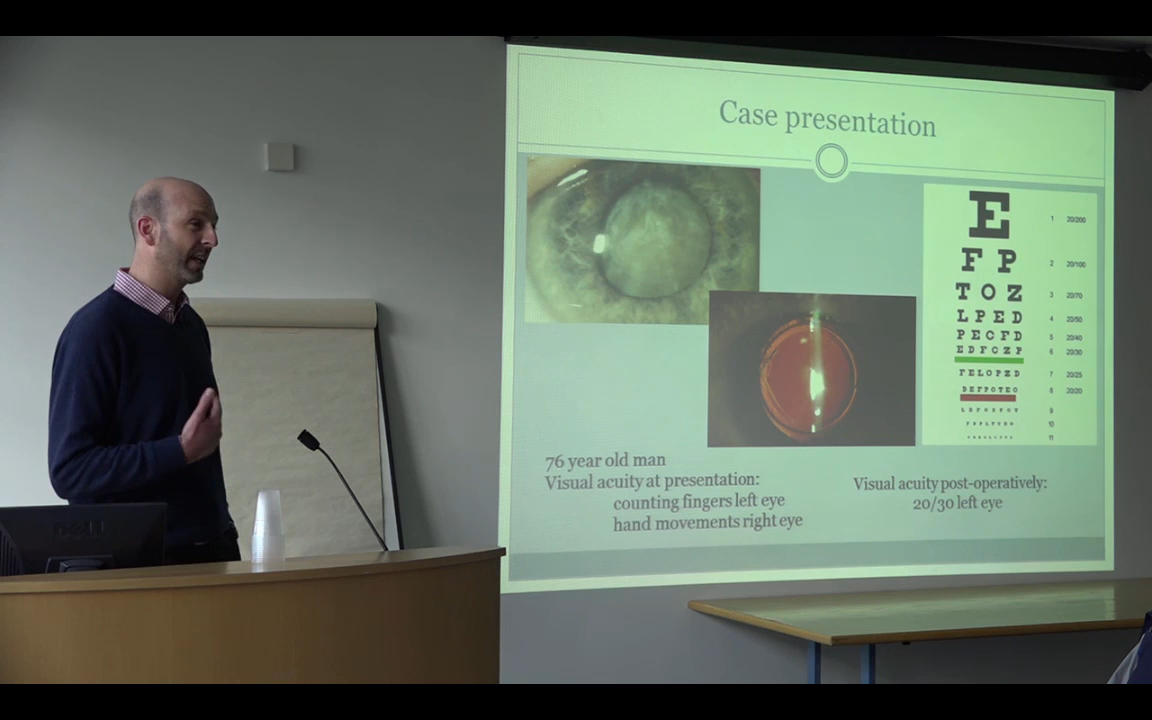 Case presentation
E 1 20/200
F P 2 20/100
T O Z 3 20/70
L P E D 4 20/50
P E C F D 5 20/40
E D F C Z P 6 20/30
F E L O P Z D 7 20/25
D E F P O T E C 8 20/20
9
10
11
76 year old man
Visual acuity at presentation:
counting fingers left eye
hand movements right eye
Visual acuity post-operatively:
20/30 left eye
DELL